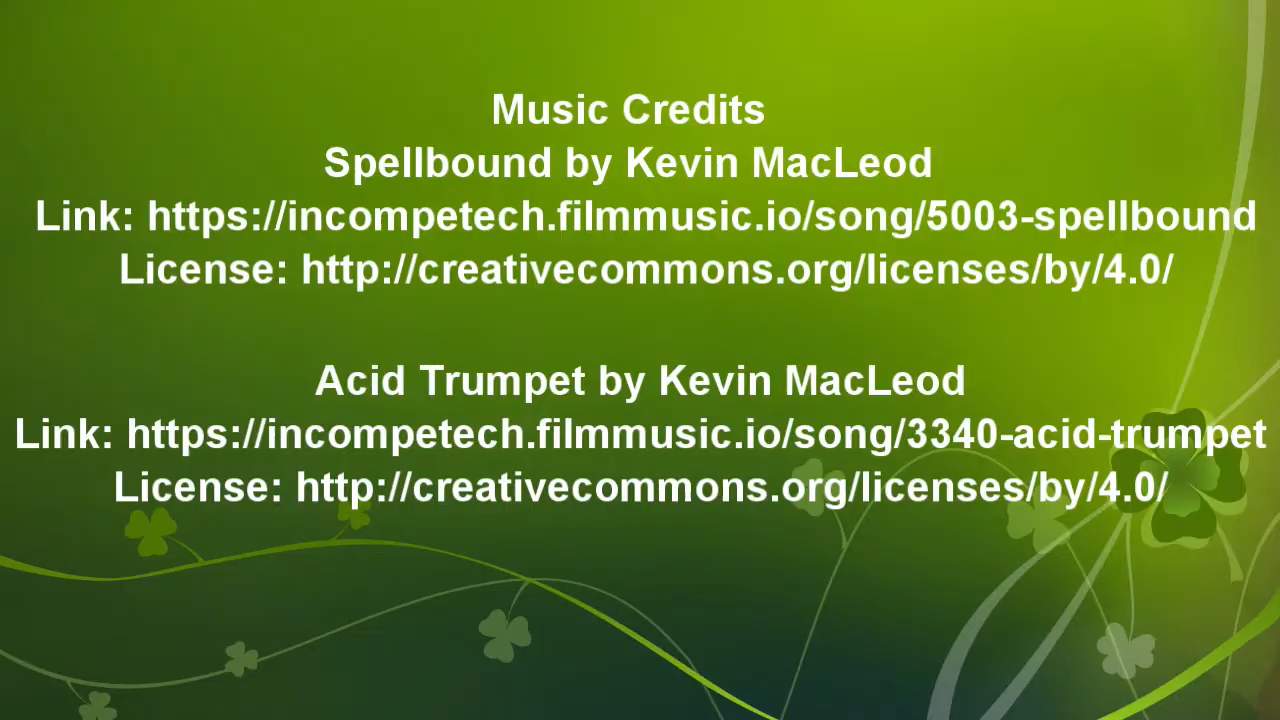 Music Credits
Spellbound by Kevin MacLeod
Link: https://incompetech.filmmusic.io/song/5003-spellbound
License: http://creativecommons.org/licenses/by/4.0/
Acid Trumpet by Kevin MacLeod
Link: https://incompetech.filmmusic.io/song/3340-acid-trumpet
License: http://creativecommons.org/licenses/by/4.0/